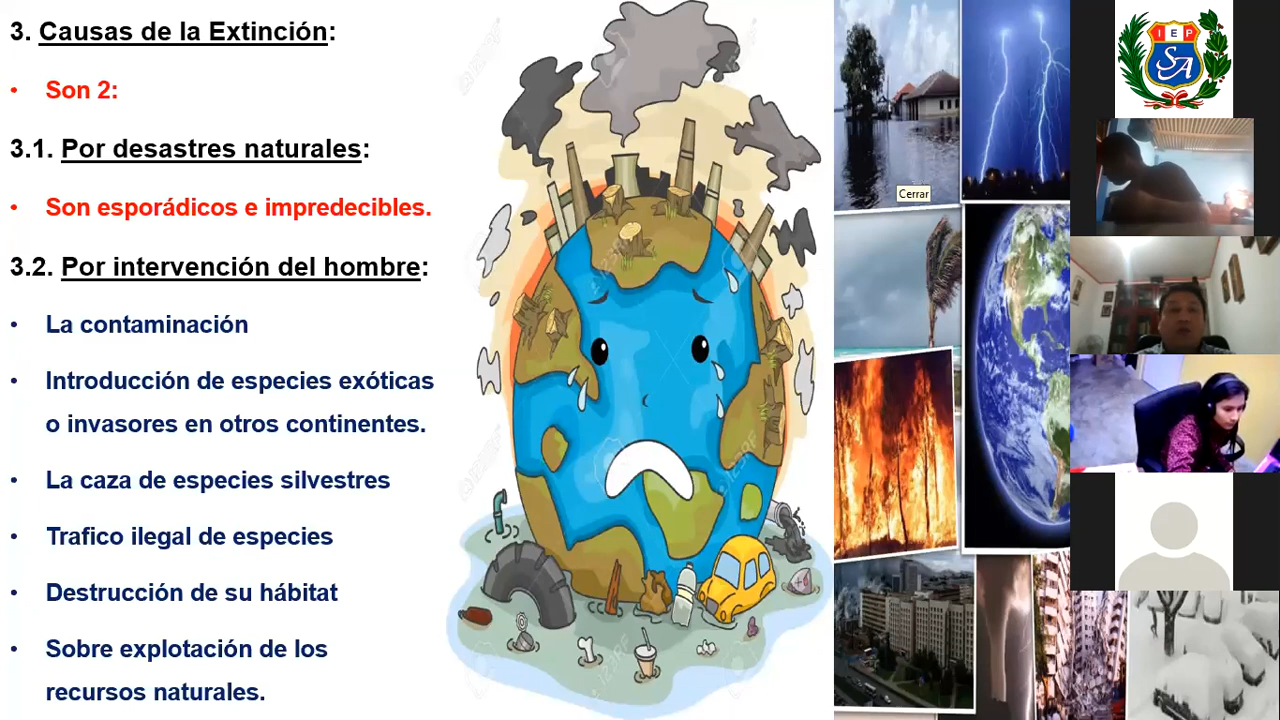 3. Causas de la Extinción:
• Son 2:
3.1. Por desastres naturales:
• Son esporádicos e impredecibles.
3.2. Por intervención del hombre:
• La contaminación
• Introducción de especies exóticas
o invasores en otros continentes.
• La caza de especies silvestres
• Trafico ilegal de especies
• Destrucción de su hábitat
• Sobre explotación de los
recursos naturales.
Cerrar
I E P
SA
123RF